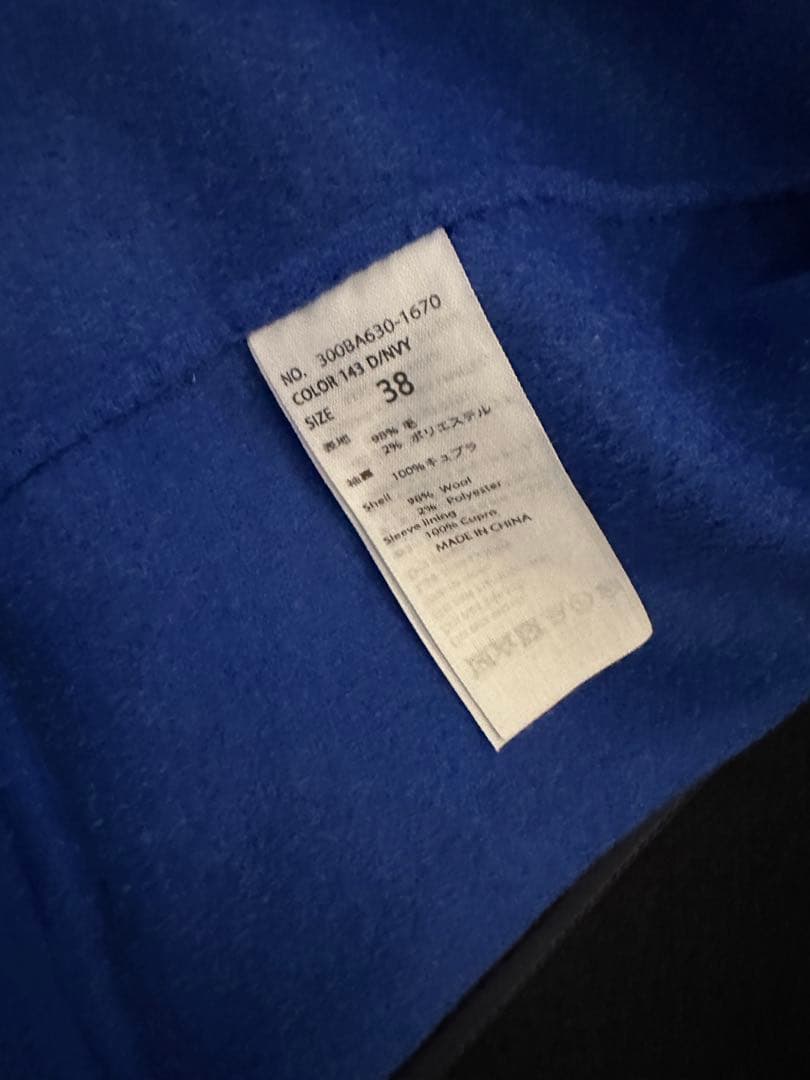 NO. 300BA630-1670
COLOR 143 D/NVY
SIZE 38
表地 98% 毛
2% ポリエステル
袖裏 100% キュプラ
Shell 98% Wool
2% Polyester
Sleeve lining
100% Cupro
MADE IN CHINA